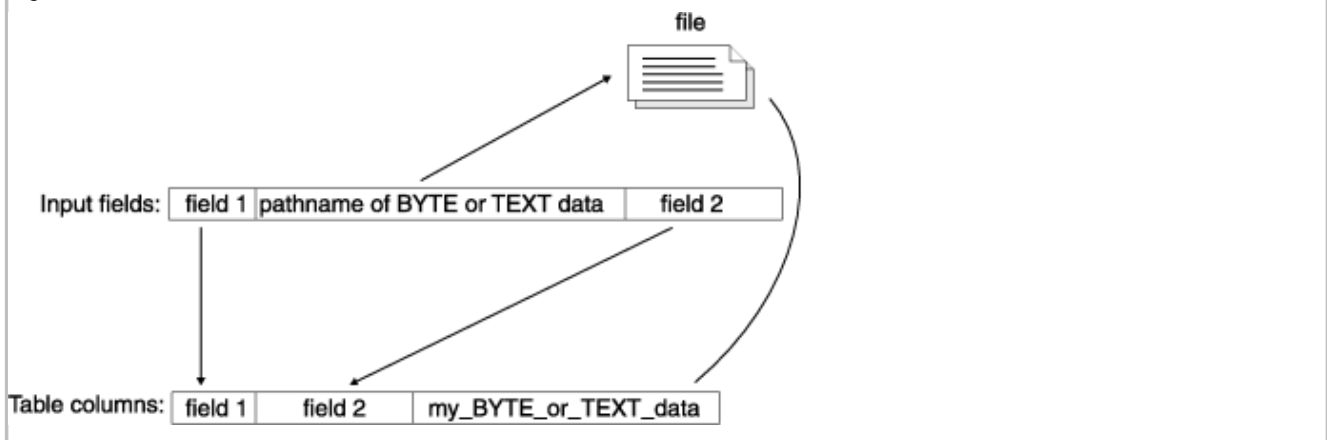 file
Input fields: field 1 pathname of BYTE or TEXT data field 2
Table columns: field 1 field 2 my_BYTE_or_TEXT_data